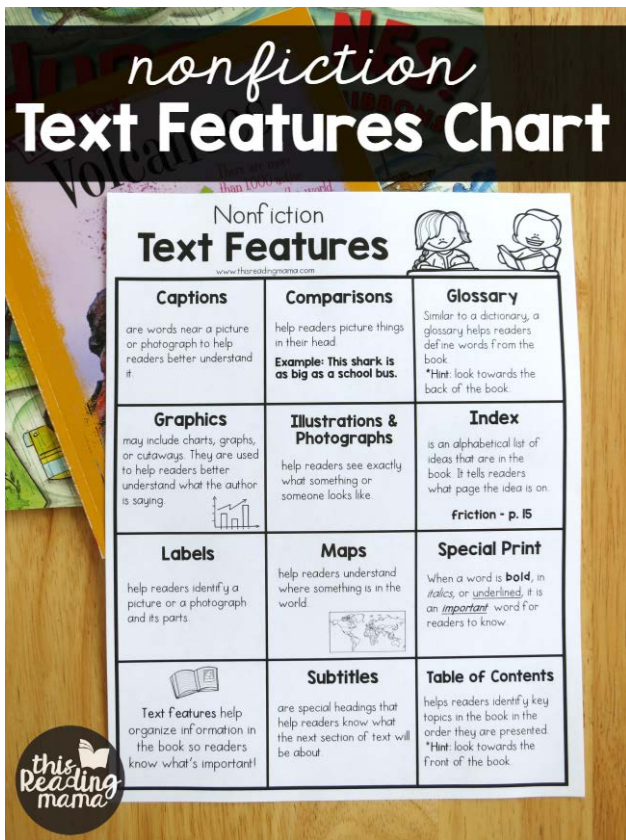 nonfiction
Text Features Chart
Volcanoes
There are more
than 1000 active
Nonfiction
Text Features
www.thisreadingmama.com
Captions
are words near a picture
or photograph to help
readers better understand
it.
Comparisons
help readers picture things
in their head.
Example: This shark is
as big as a school bus.
Glossary
Similar to a dictionary, a
glossary helps readers
define words from the
book.
*Hint: look towards the
back of the book.
Graphics
may include charts, graphs,
or cutaways. They are used
to help readers better
understand what the author
is saying.
Illustrations &
Photographs
help readers see exactly
what something or
someone looks like.
Index
is an alphabetical list of
ideas that are in the
book. It tells readers
what page the idea is on.
friction - p. 15
Labels
help readers identify a
picture or a photograph
and its parts.
Maps
help readers understand
where something is in the
world.
Special Print
When a word is bold, in
italics, or underlined, it is
an important word for
readers to know.
Text features help
organize information in
the book so readers
know what's important!
Subtitles
are special headings that
help readers know what
the next section of text will
be about.
Table of Contents
helps readers identify key
topics in the book in the
order they are presented.
*Hint: look towards the
front of the book.
this
Reading
mama